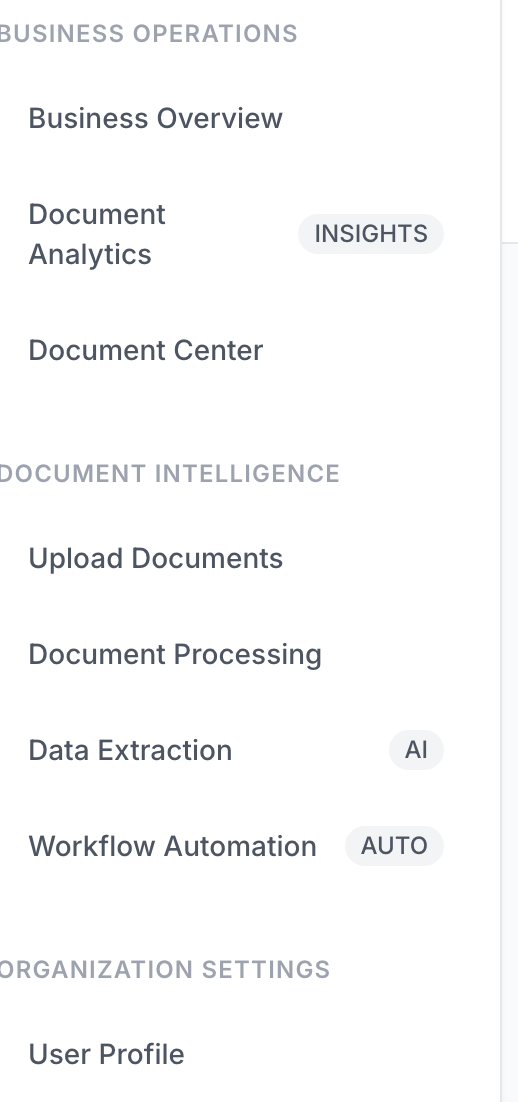 BUSINESS OPERATIONS
Business Overview
Document
Analytics
INSIGHTS
Document Center
DOCUMENT INTELLIGENCE
Upload Documents
Document Processing
Data Extraction AI
Workflow Automation AUTO
ORGANIZATION SETTINGS
User Profile